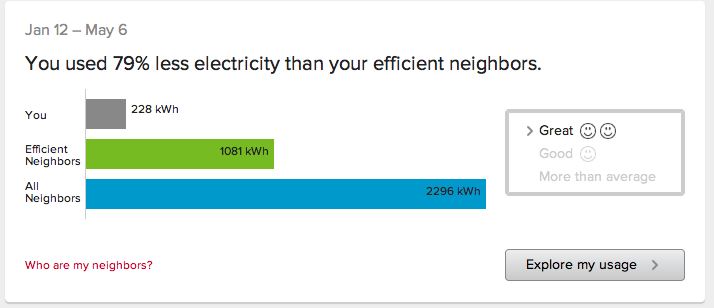 Jan 12 – May 6
You used 79% less electricity than your efficient neighbors.
You
228 kWh
Efficient
Neighbors
1081 kWh
All
Neighbors
2296 kWh
Great
Good
More than average
Who are my neighbors?
Explore my usage